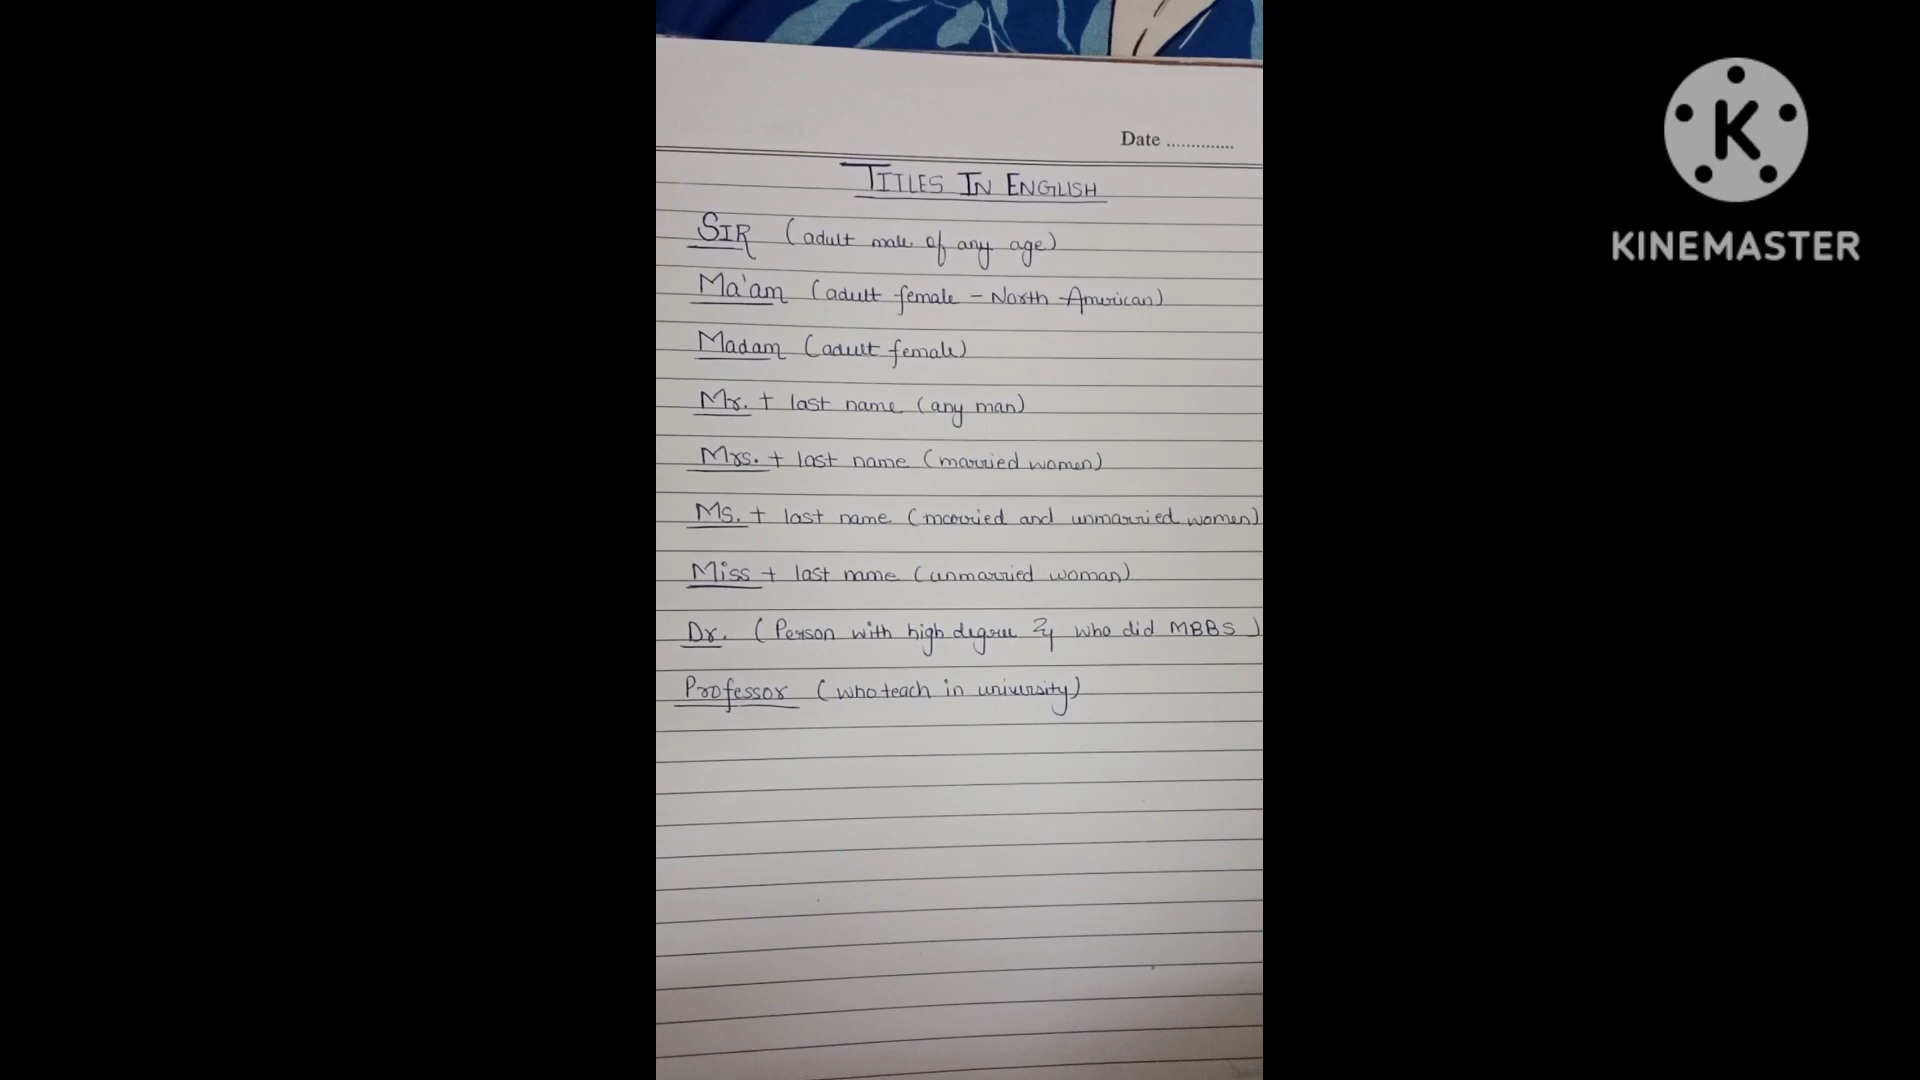 Date ..............
TITLES IN ENGLISH
SIR (adult male of any age)
Ma'am (adult female - North American)
Madam (adult female)
Mr. + last name (any man)
Mrs. + last name (married women)
Ms. + last name (married and unmarried women)
Miss + last name (unmarried woman)
Dr. (Person with high degree & who did MBBS)
Professor (who teach in university)
K
KINEMASTER